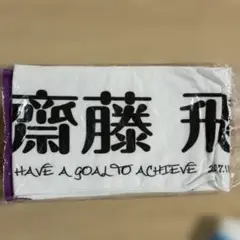 齋藤 飛
HAVE A GOAL TO ACHIEVE